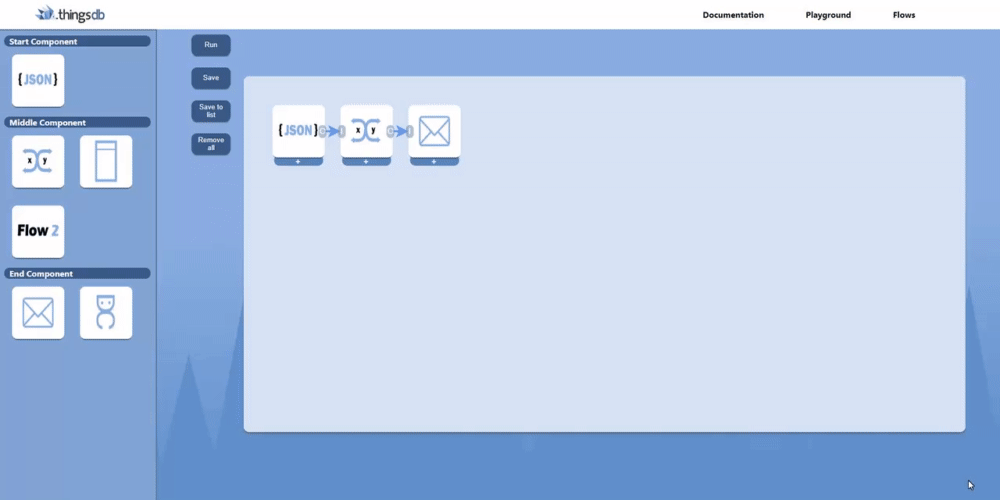 .thingsdb
Documentation
Playground
Flows
Start Component
{JSON}
Middle Component
x y
Flow 2
End Component
Run
Save
Save to
list
Remove
all
{JSON}
x y
+
+
+